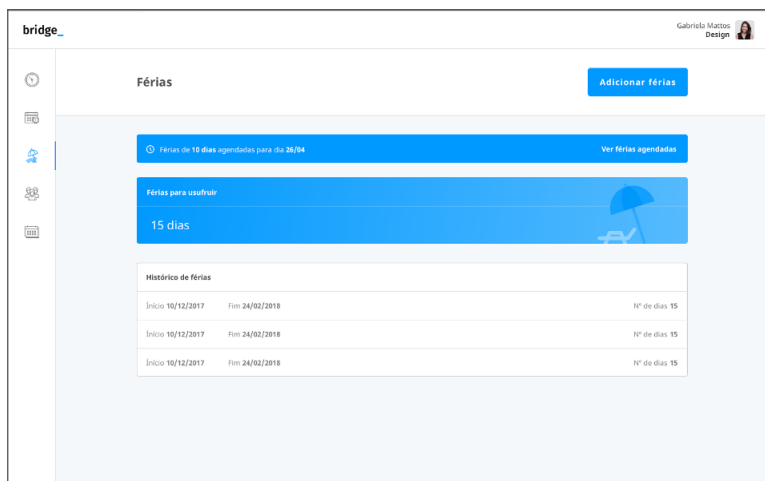 bridge_
Gabriela Mattos
Design
Férias
Adicionar férias
Férias de 10 dias agendadas para dia 26/04
Ver férias agendadas
Férias para usufruir
15 dias
Histórico de férias
Ínício 10/12/2017 Fim 24/02/2018 Nº de dias 15
Ínício 10/12/2017 Fim 24/02/2018 Nº de dias 15
Ínício 10/12/2017 Fim 24/02/2018 Nº de dias 15